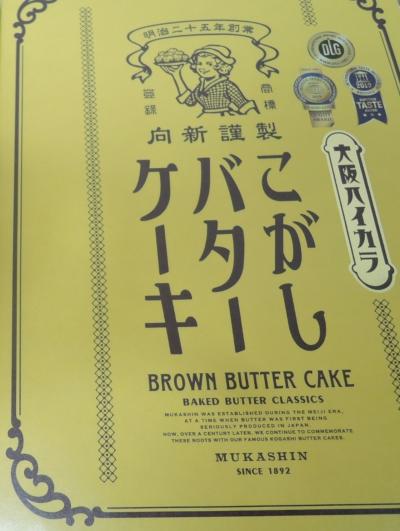 明治二十五年創業
登録
商標
向新謹製
こがし
バター
ケーキ
大阪ハイカラ
DLG
TASTE
BROWN BUTTER CAKE
BAKED BUTTER CLASSICS
MUKASHIN WAS ESTABLISHED DURING THE MEIJI ERA,
AT A TIME WHEN BUTTER WAS FIRST BEING
SERIOUSLY PRODUCED IN JAPAN.
NOW, OVER A CENTURY LATER, WE CONTINUE TO COMMEMORATE
THESE ROOTS WITH OUR FAMOUS KOGASHI BUTTER CAKES.
MUKASHIN
SINCE 1892